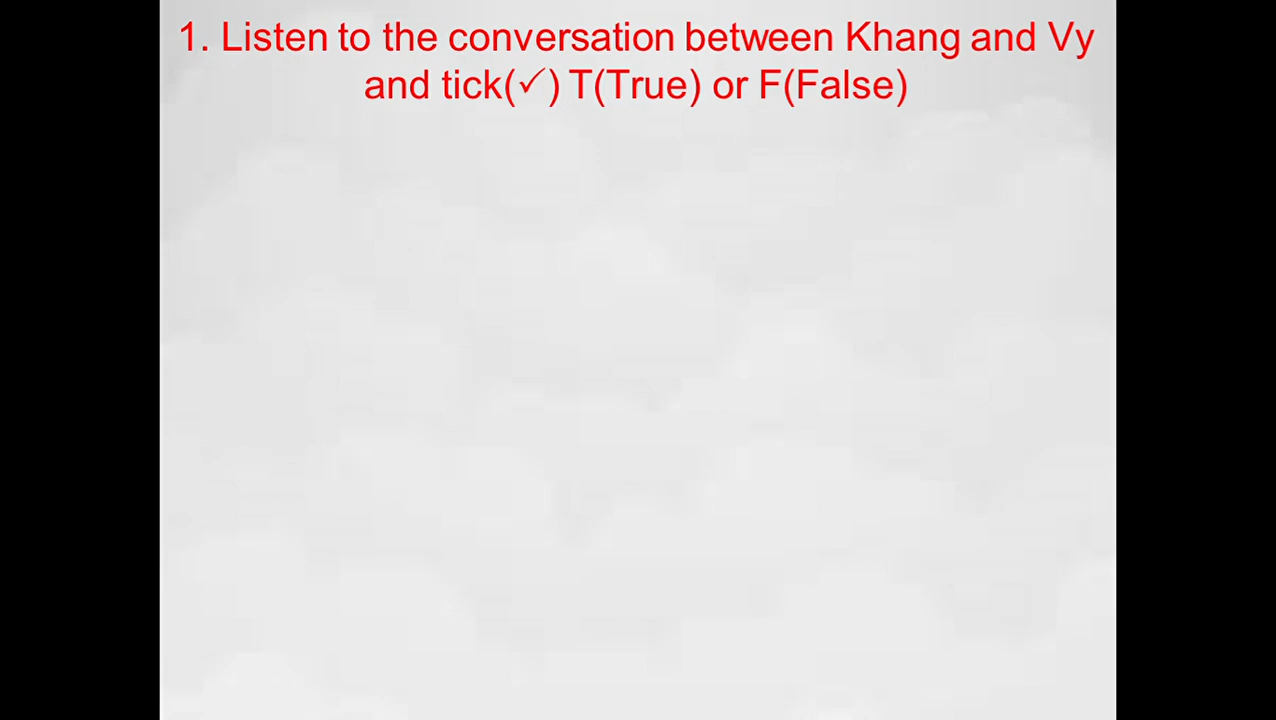 1. Listen to the conversation between Khang and Vy
and tick(✓) T(True) or F(False)